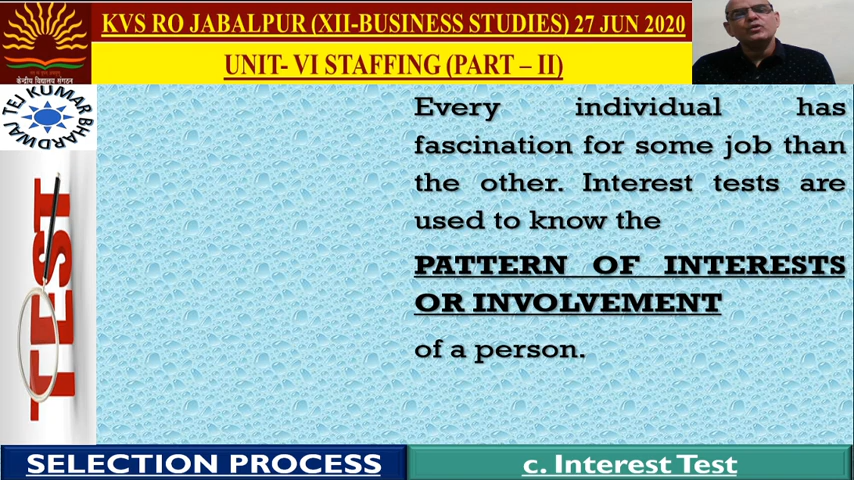 KVS RO JABALPUR (XII-BUSINESS STUDIES) 27 JUN 2020
UNIT- VI STAFFING (PART – II)
केन्द्रीय विद्यालय संगठन
TEJ KUMAR BHARDWAJ
TEST
Every individual has
fascination for some job than
the other. Interest tests are
used to know the
PATTERN OF INTERESTS
OR INVOLVEMENT
of a person.
SELECTION PROCESS
c. Interest Test